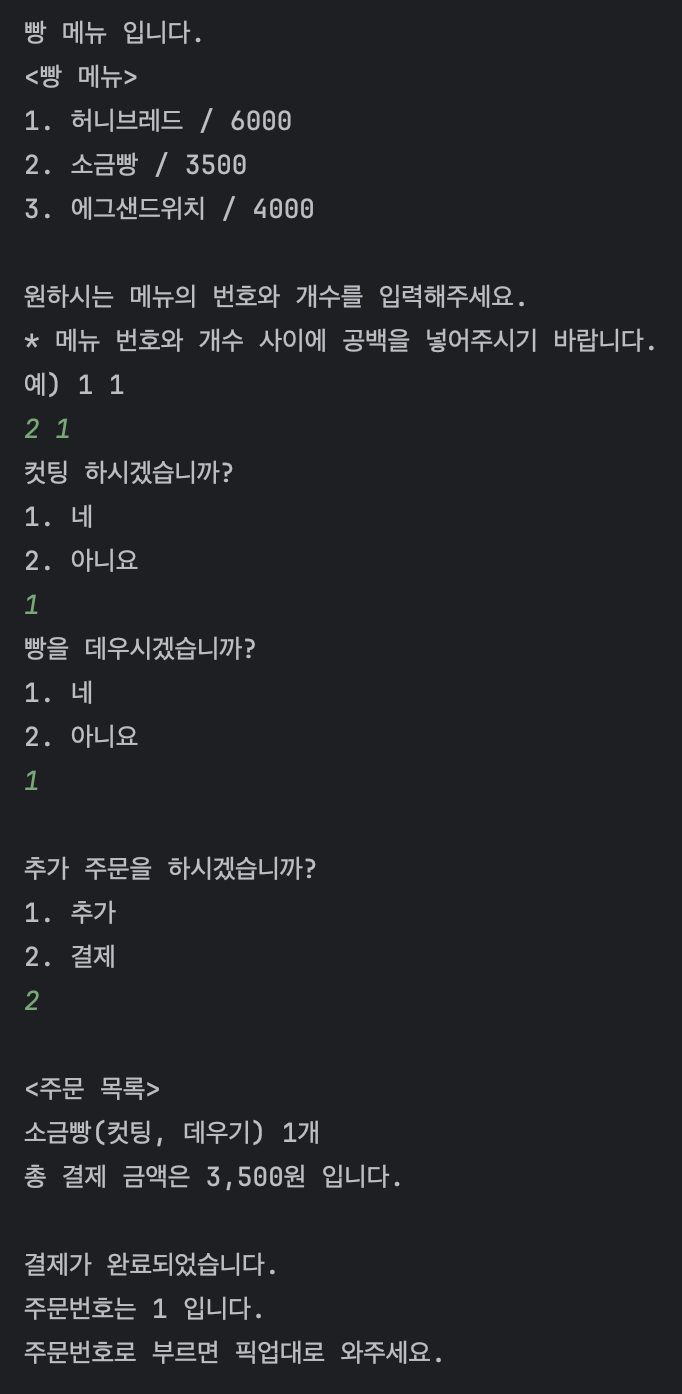 빵 메뉴 입니다.
<빵 메뉴>
1. 허니브레드 / 6000
2. 소금빵 / 3500
3. 에그샌드위치 / 4000
원하시는 메뉴의 번호와 개수를 입력해주세요.
* 메뉴 번호와 개수 사이에 공백을 넣어주시기 바랍니다.
예) 1 1
2 1
컷팅 하시겠습니까?
1. 네
2. 아니요
1
빵을 데우시겠습니까?
1. 네
2. 아니요
1
추가 주문을 하시겠습니까?
1. 추가
2. 결제
2
<주문 목록>
소금빵(컷팅, 데우기) 1개
총 결제 금액은 3,500원 입니다.
결제가 완료되었습니다.
주문번호는 1 입니다.
주문번호로 부르면 픽업대로 와주세요.